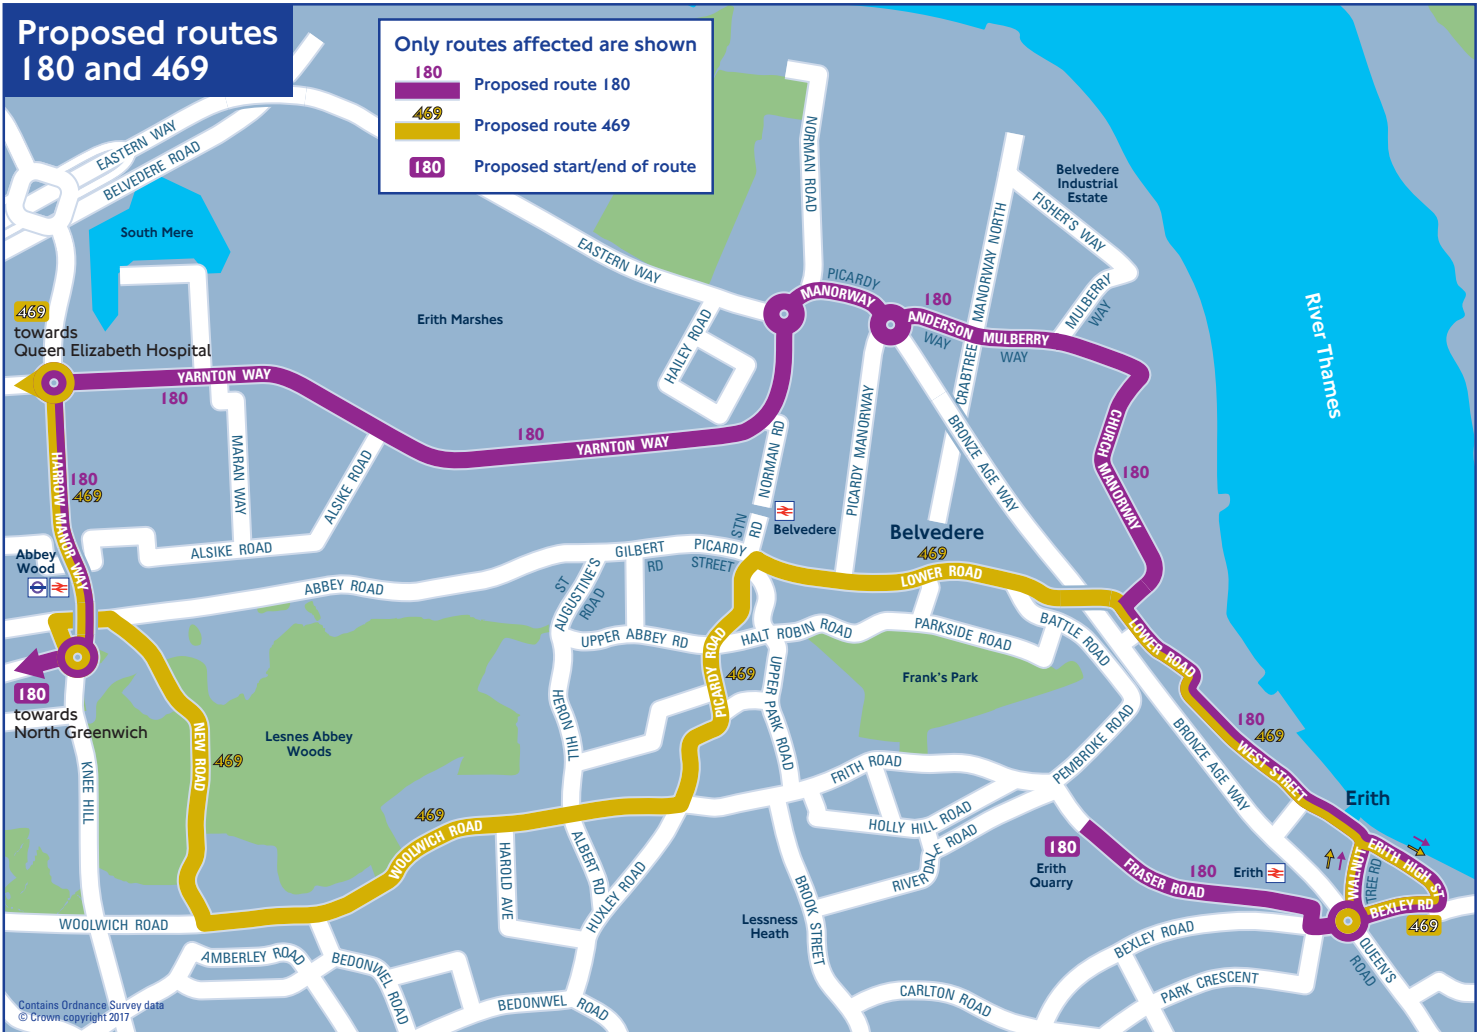 Proposed routes
180 and 469
Only routes affected are shown
180
Proposed route 180
469
Proposed route 469
180
Proposed start/end of route
EASTERN WAY
BELVEDERE ROAD
South Mere
NORMAN ROAD
Belvedere
Industrial
Estate
FISHER'S WAY
MULBERRY
WAY
EASTERN WAY
PICARDY
MANORWAY
180
ANDERSON
WAY
MULBERRY
WAY
CRABTREE MANORWAY NORTH
River Thames
469
towards
Queen Elizabeth Hospital
Erith Marshes
HAILEY ROAD
YARNTON WAY
180
180
YARNTON WAY
MARAN WAY
ALSIKE ROAD
NORMAN RD
PICARDY MANORWAY
BRONZE AGE WAY
CHURCH
MANORWAY
180
HARROW MANOR WAY
180
469
Abbey
Wood
ALSIKE ROAD
ABBEY ROAD
STN
RD
Belvedere
Belvedere
469
LOWER ROAD
GILBERT
RD
PICARDY
STREET
ST
AUGUSTINE'S
ROAD
UPPER ABBEY RD
HALT ROBIN ROAD
PARKSIDE ROAD
BATTLE ROAD
LOWER ROAD
180
towards
North Greenwich
NEW ROAD
469
Lesnes Abbey
Woods
HERON HILL
PICARDY ROAD
469
UPPER PARK ROAD
Frank's Park
180
469
WEST STREET
BRONZE AGE WAY
PEMBROKE ROAD
FRITH ROAD
KNEE HILL
469
WOOLWICH ROAD
HAROLD AVE
ALBERT RD
HUXLEY ROAD
HOLLY HILL ROAD
RIVERDALE ROAD
180
Erith
Quarry
FRASER ROAD
180
Erith
Erith
WALNUT
TREE RD
ERITH HIGH ST
BEXLEY RD
469
WOOLWICH ROAD
AMBERLEY ROAD
BEDONWEL ROAD
BEDONWEL ROAD
Lessness
Heath
BROOK STREET
CARLTON ROAD
BEXLEY ROAD
PARK CRESCENT
QUEEN'S
ROAD
Contains Ordnance Survey data
© Crown copyright 2017